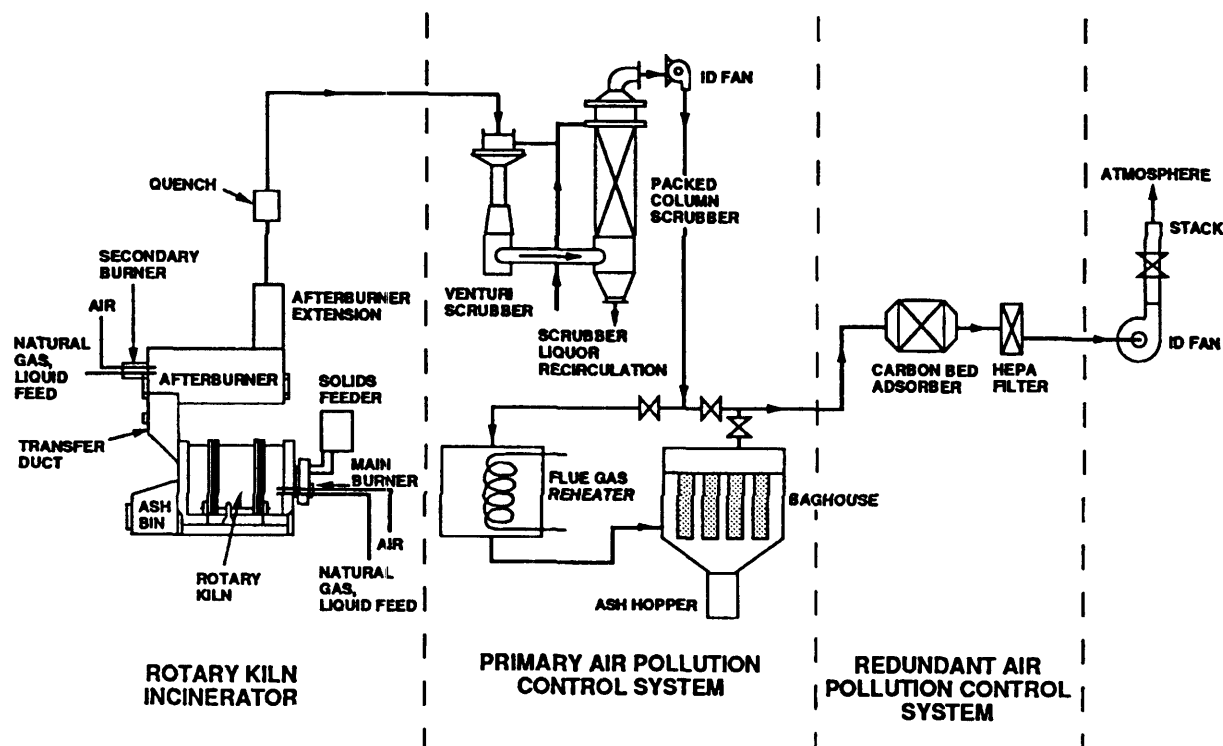 QUENCH
SECONDARY
BURNER
AIR
NATURAL
GAS,
LIQUID
FEED
AFTERBURNER
EXTENSION
AFTERBURNER
SOLIDS
FEEDER
TRANSFER
DUCT
MAIN
BURNER
ASH
BIN
AIR
ROTARY
KILN
NATURAL
GAS,
LIQUID FEED
ROTARY KILN
INCINERATOR
ID FAN
PACKED
COLUMN
SCRUBBER
VENTURI
SCRUBBER
SCRUBBER
LIQUOR
RECIRCULATION
FLUE GAS
REHEATER
BAGHOUSE
ASH HOPPER
PRIMARY AIR POLLUTION
CONTROL SYSTEM
CARBON BED
ADSORBER
HEPA
FILTER
REDUNDANT AIR
POLLUTION CONTROL
SYSTEM
ATMOSPHERE
STACK
ID FAN